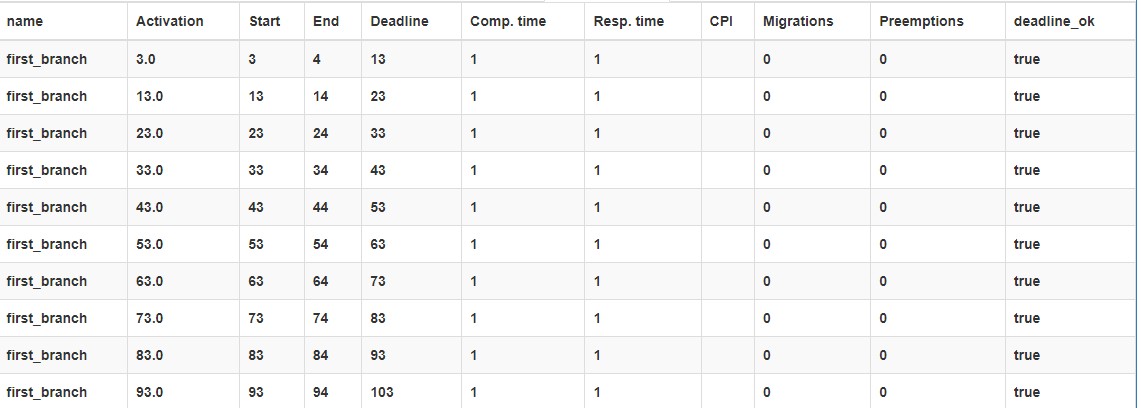 name Activation Start End Deadline Comp. time Resp. time CPI Migrations Preemptions deadline_ok
first_branch 3.0 3 4 13 1 1 0 0 true
first_branch 13.0 13 14 23 1 1 0 0 true
first_branch 23.0 23 24 33 1 1 0 0 true
first_branch 33.0 33 34 43 1 1 0 0 true
first_branch 43.0 43 44 53 1 1 0 0 true
first_branch 53.0 53 54 63 1 1 0 0 true
first_branch 63.0 63 64 73 1 1 0 0 true
first_branch 73.0 73 74 83 1 1 0 0 true
first_branch 83.0 83 84 93 1 1 0 0 true
first_branch 93.0 93 94 103 1 1 0 0 true